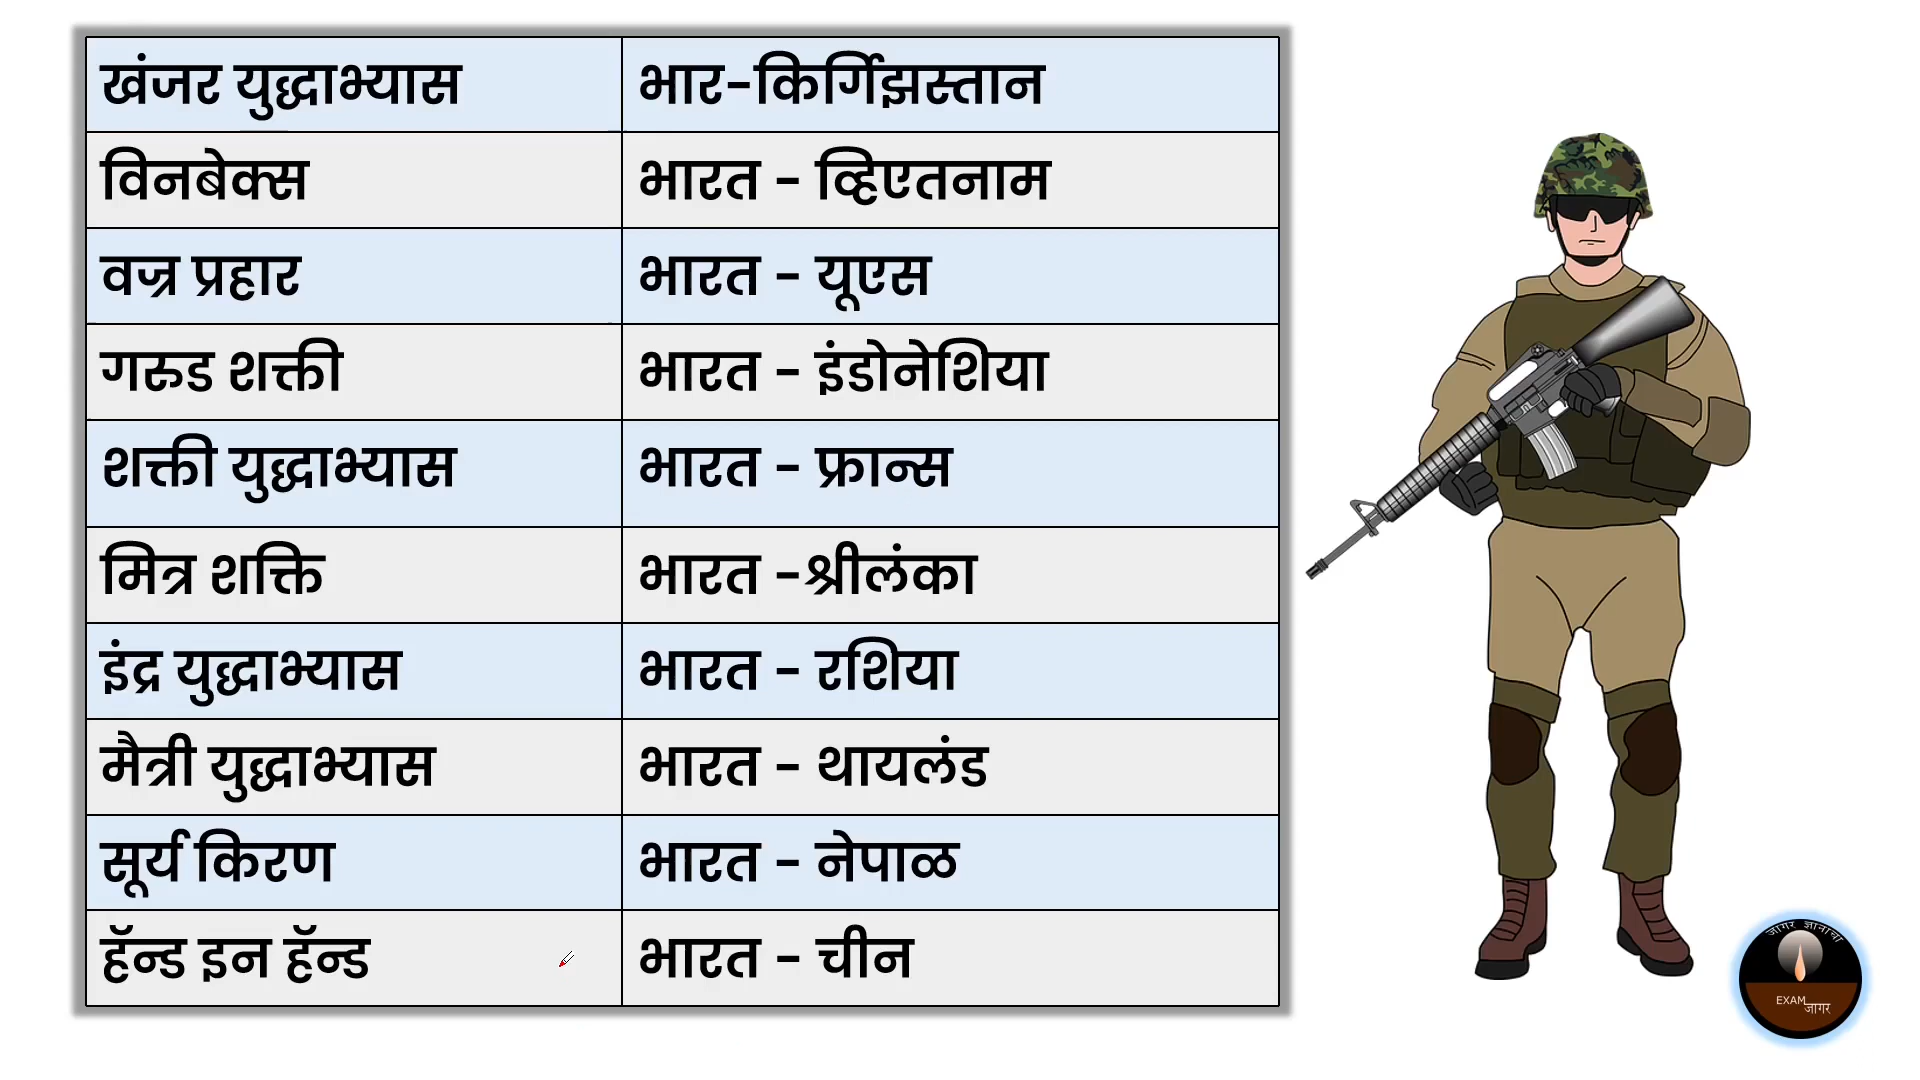 खंजर युद्धाभ्यास भार-किर्गिझस्तान
विनबेक्स भारत - व्हिएतनाम
वज्र प्रहार भारत - यूएस
गरुड शक्ती भारत - इंडोनेशिया
शक्ती युद्धाभ्यास भारत - फ्रान्स
मित्र शक्ति भारत -श्रीलंका
इंद्र युद्धाभ्यास भारत - रशिया
मैत्री युद्धाभ्यास भारत - थायलंड
सूर्य किरण भारत - नेपाळ
हॅन्ड इन हॅन्ड भारत - चीन
जागर ज्ञानाचा
EXAM
जागर